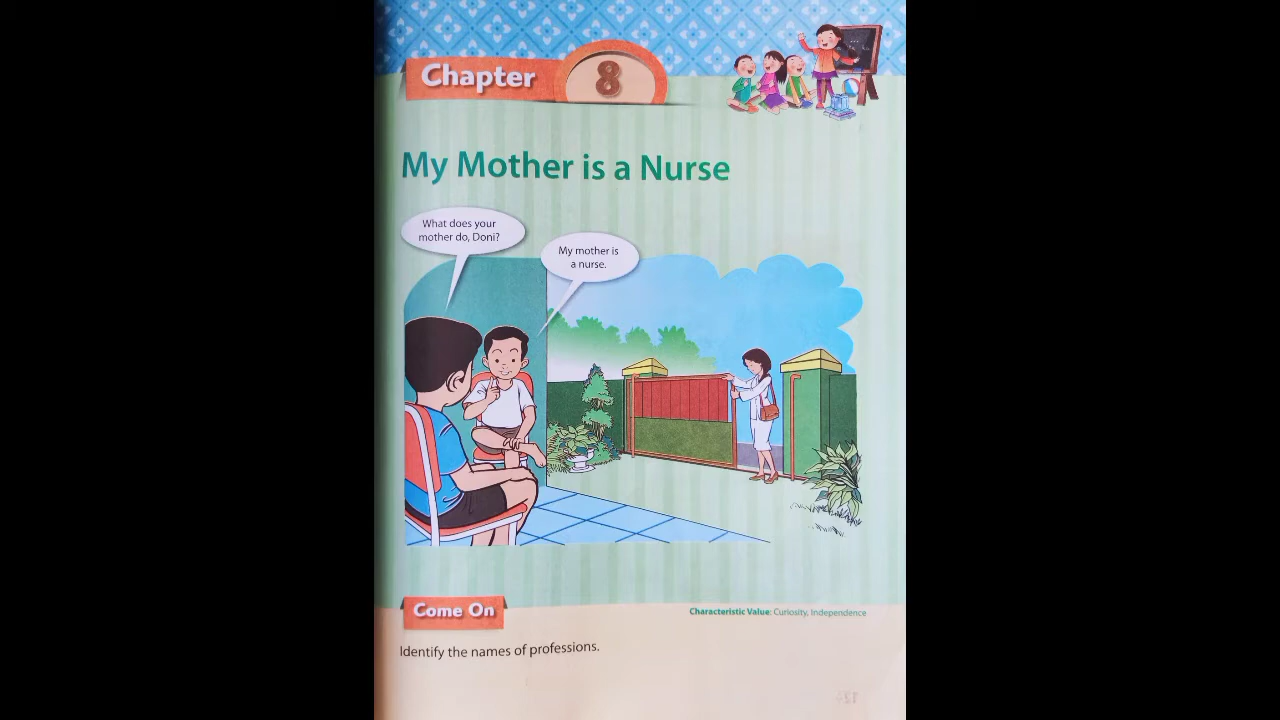 Chapter 8
My Mother is a Nurse
What does your
mother do, Doni?
My mother is
a nurse.
Come On
Characteristic Value: Curiosity, Independence
Identify the names of professions.